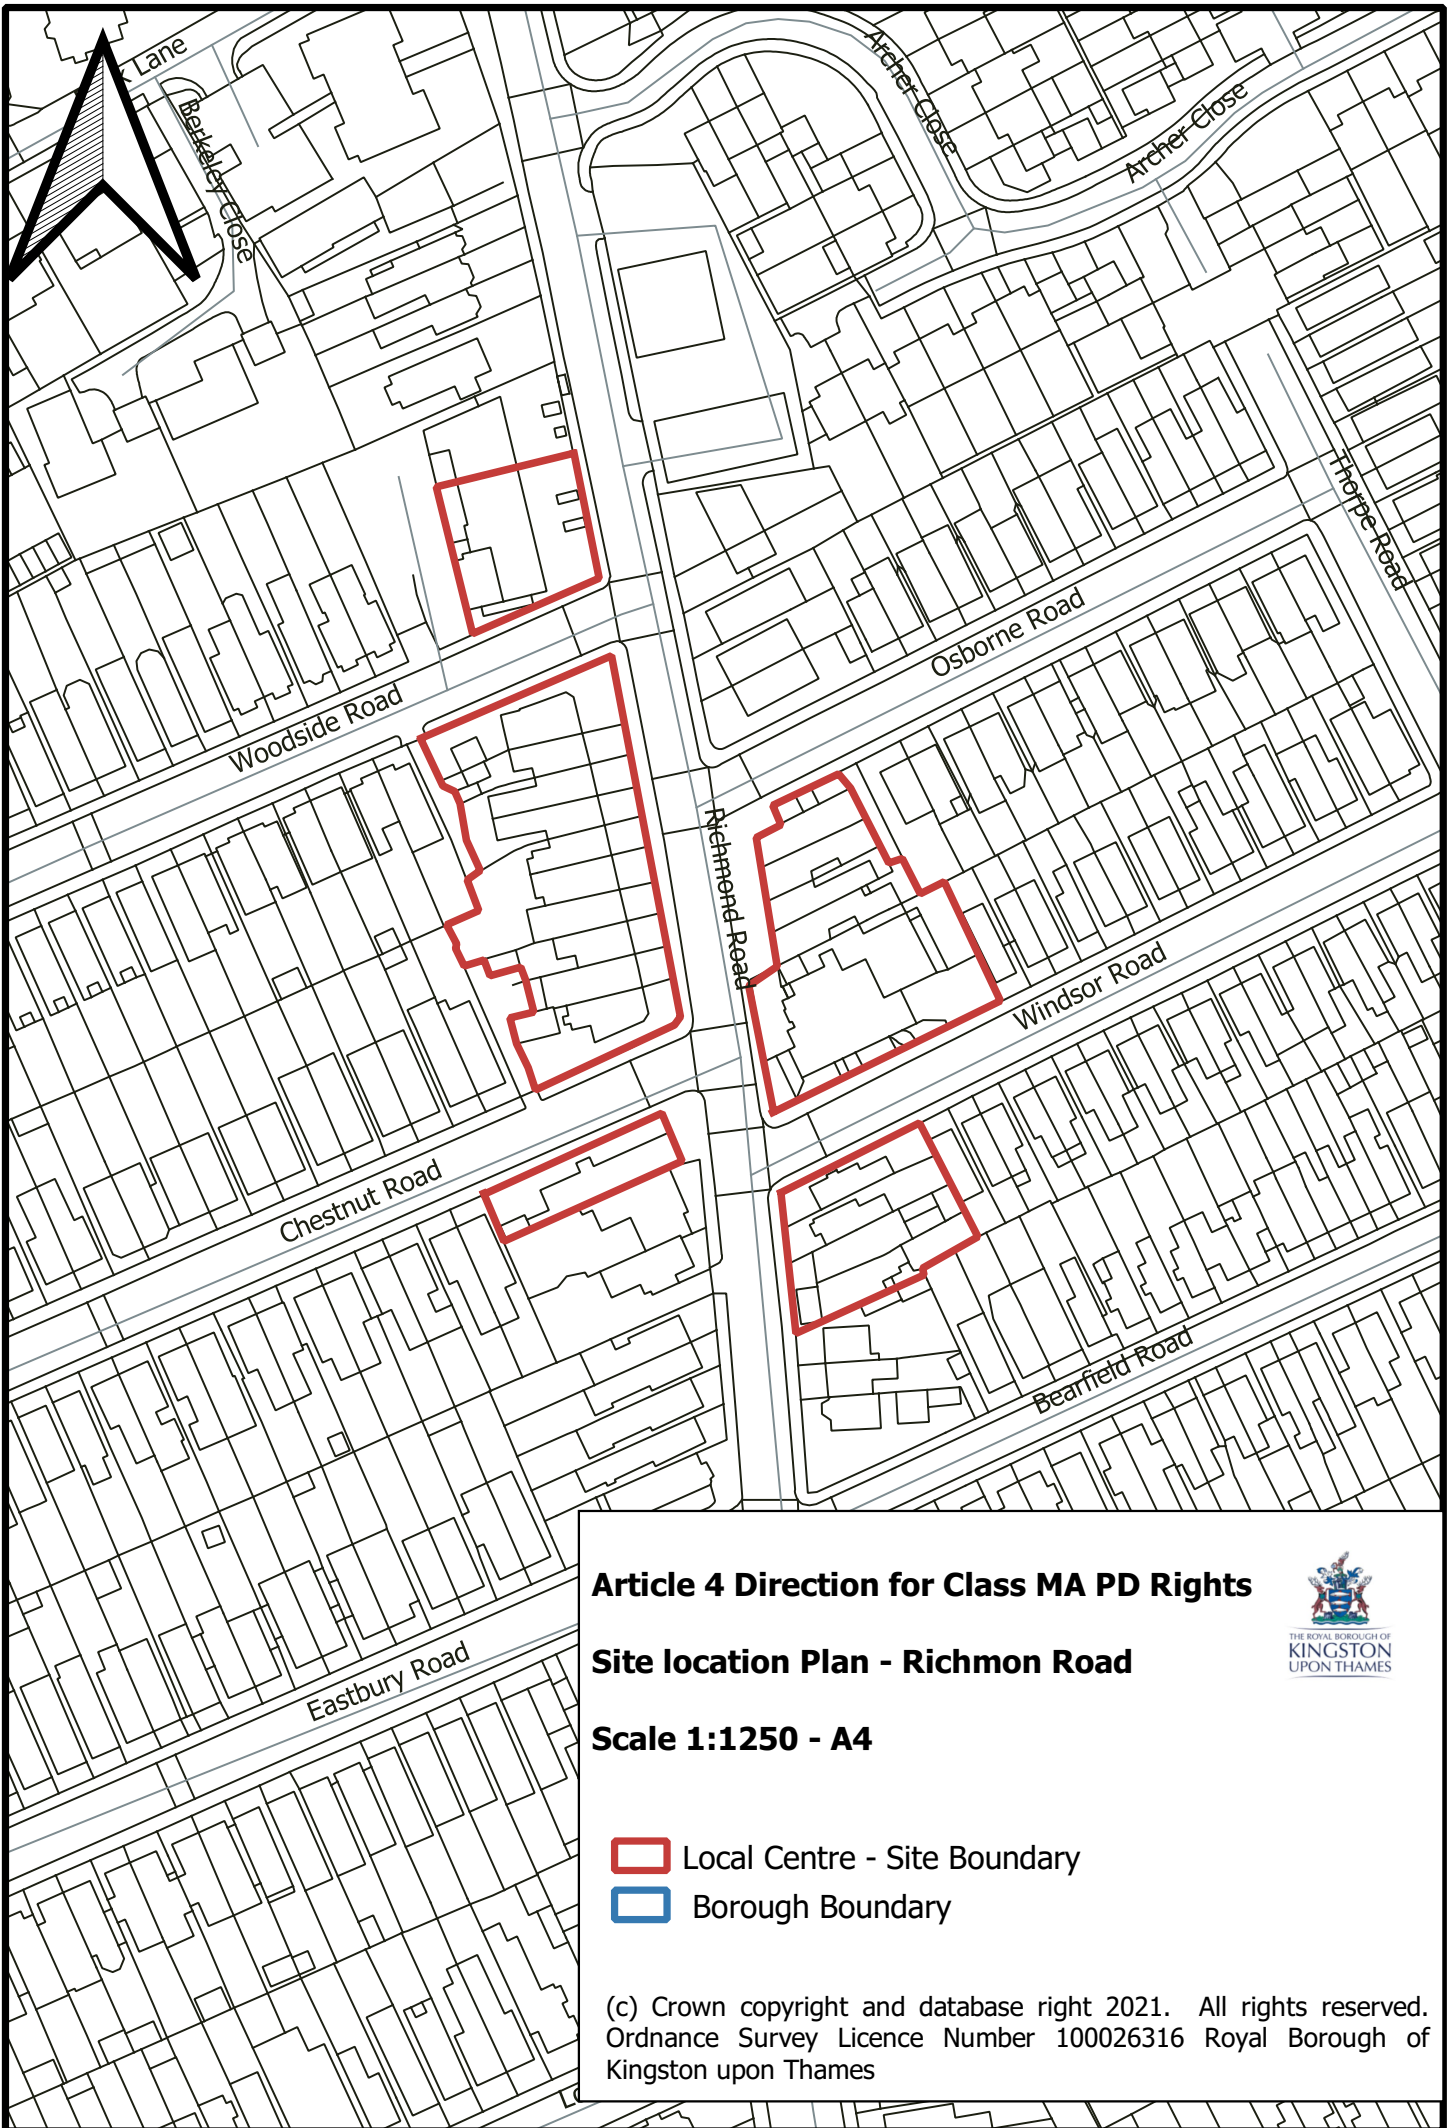 Lane
Berkeley Close
Archer Close
Archer Close
Thorpe Road
Osborne Road
Woodside Road
Richmond Road
Windsor Road
Chestnut Road
Bearfield Road
Eastbury Road
Article 4 Direction for Class MA PD Rights
THE ROYAL BOROUGH OF
KINGSTON
UPON THAMES
Site location Plan - Richmon Road
Scale 1:1250 - A4
Local Centre - Site Boundary
Borough Boundary
(c) Crown copyright and database right 2021. All rights reserved.
Ordnance Survey Licence Number 100026316 Royal Borough of
Kingston upon Thames